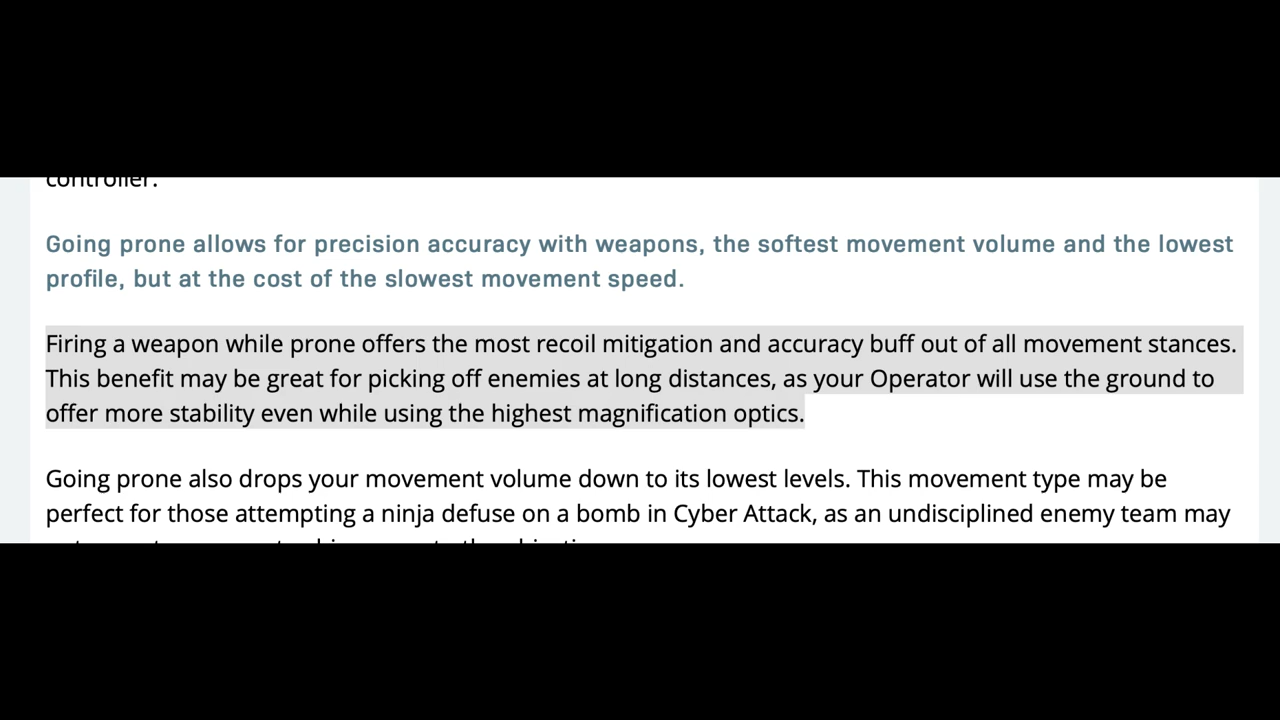 controller.
Going prone allows for precision accuracy with weapons, the softest movement volume and the lowest
profile, but at the cost of the slowest movement speed.
Firing a weapon while prone offers the most recoil mitigation and accuracy buff out of all movement stances.
This benefit may be great for picking off enemies at long distances, as your Operator will use the ground to
offer more stability even while using the highest magnification optics.
Going prone also drops your movement volume down to its lowest levels. This movement type may be
perfect for those attempting a ninja defuse on a bomb in Cyber Attack, as an undisciplined enemy team may